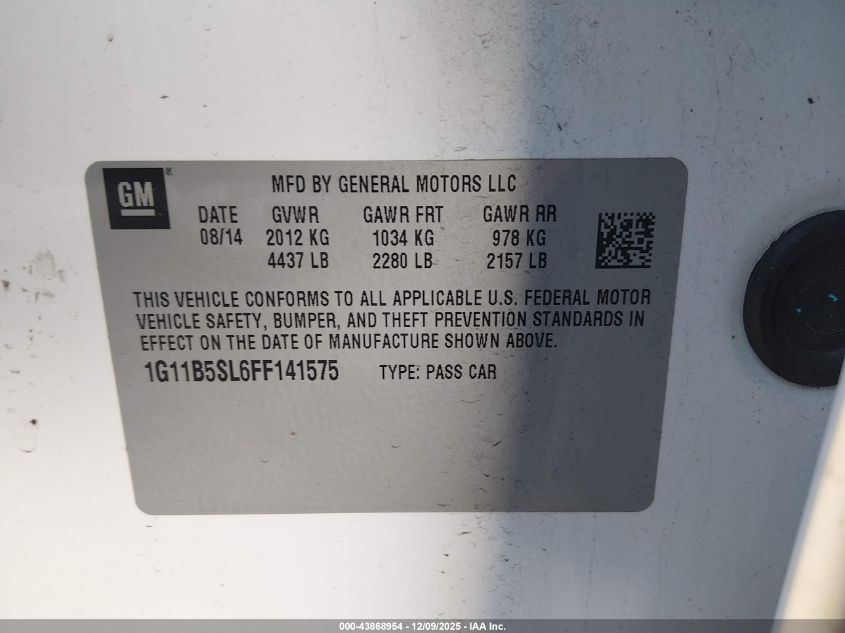 GM ®
MFD BY GENERAL MOTORS LLC
DATE GVWR GAWR FRT GAWR RR
08/14 2012 KG 1034 KG 978 KG
4437 LB 2280 LB 2157 LB
THIS VEHICLE CONFORMS TO ALL APPLICABLE U.S. FEDERAL MOTOR
VEHICLE SAFETY, BUMPER, AND THEFT PREVENTION STANDARDS IN
EFFECT ON THE DATE OF MANUFACTURE SHOWN ABOVE.
1G11B5SL6FF141575 TYPE: PASS CAR
000-43868954 - 12/09/2025 - IAA Inc.